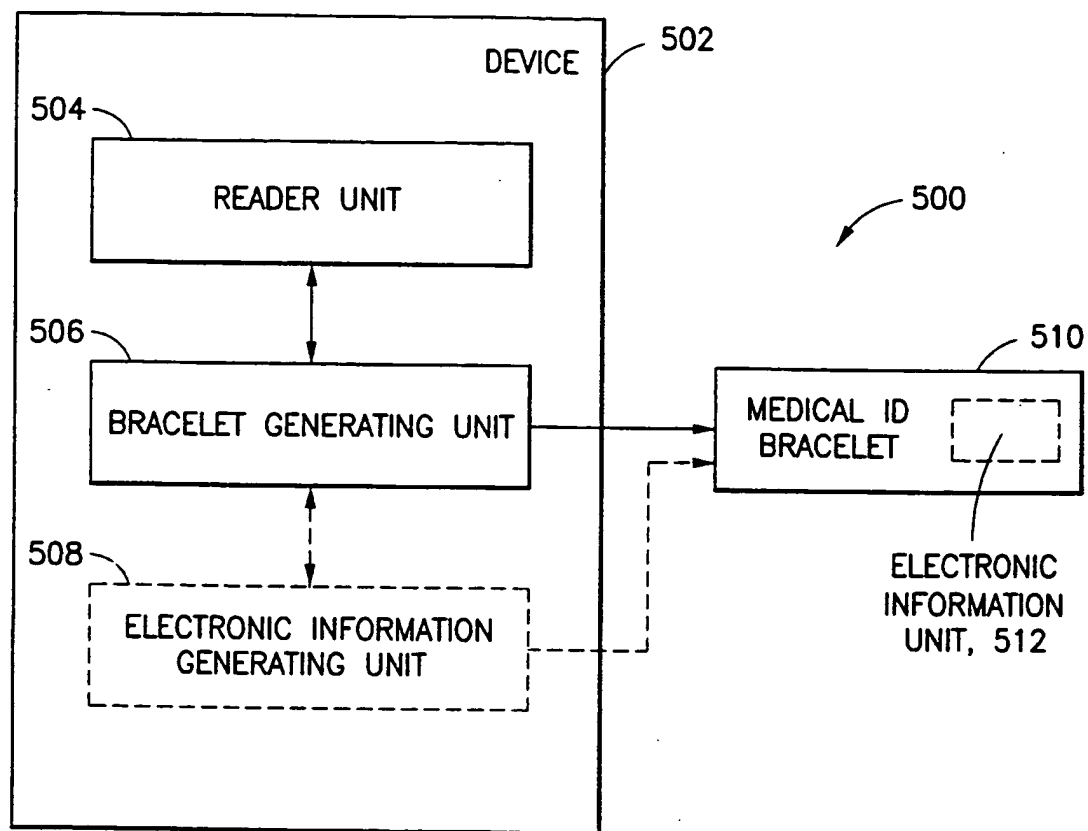 DEVICE
502
504
READER UNIT
500
506
BRACELET GENERATING UNIT
510
MEDICAL ID
BRACELET
508
ELECTRONIC INFORMATION
GENERATING UNIT
ELECTRONIC
INFORMATION
UNIT, 512